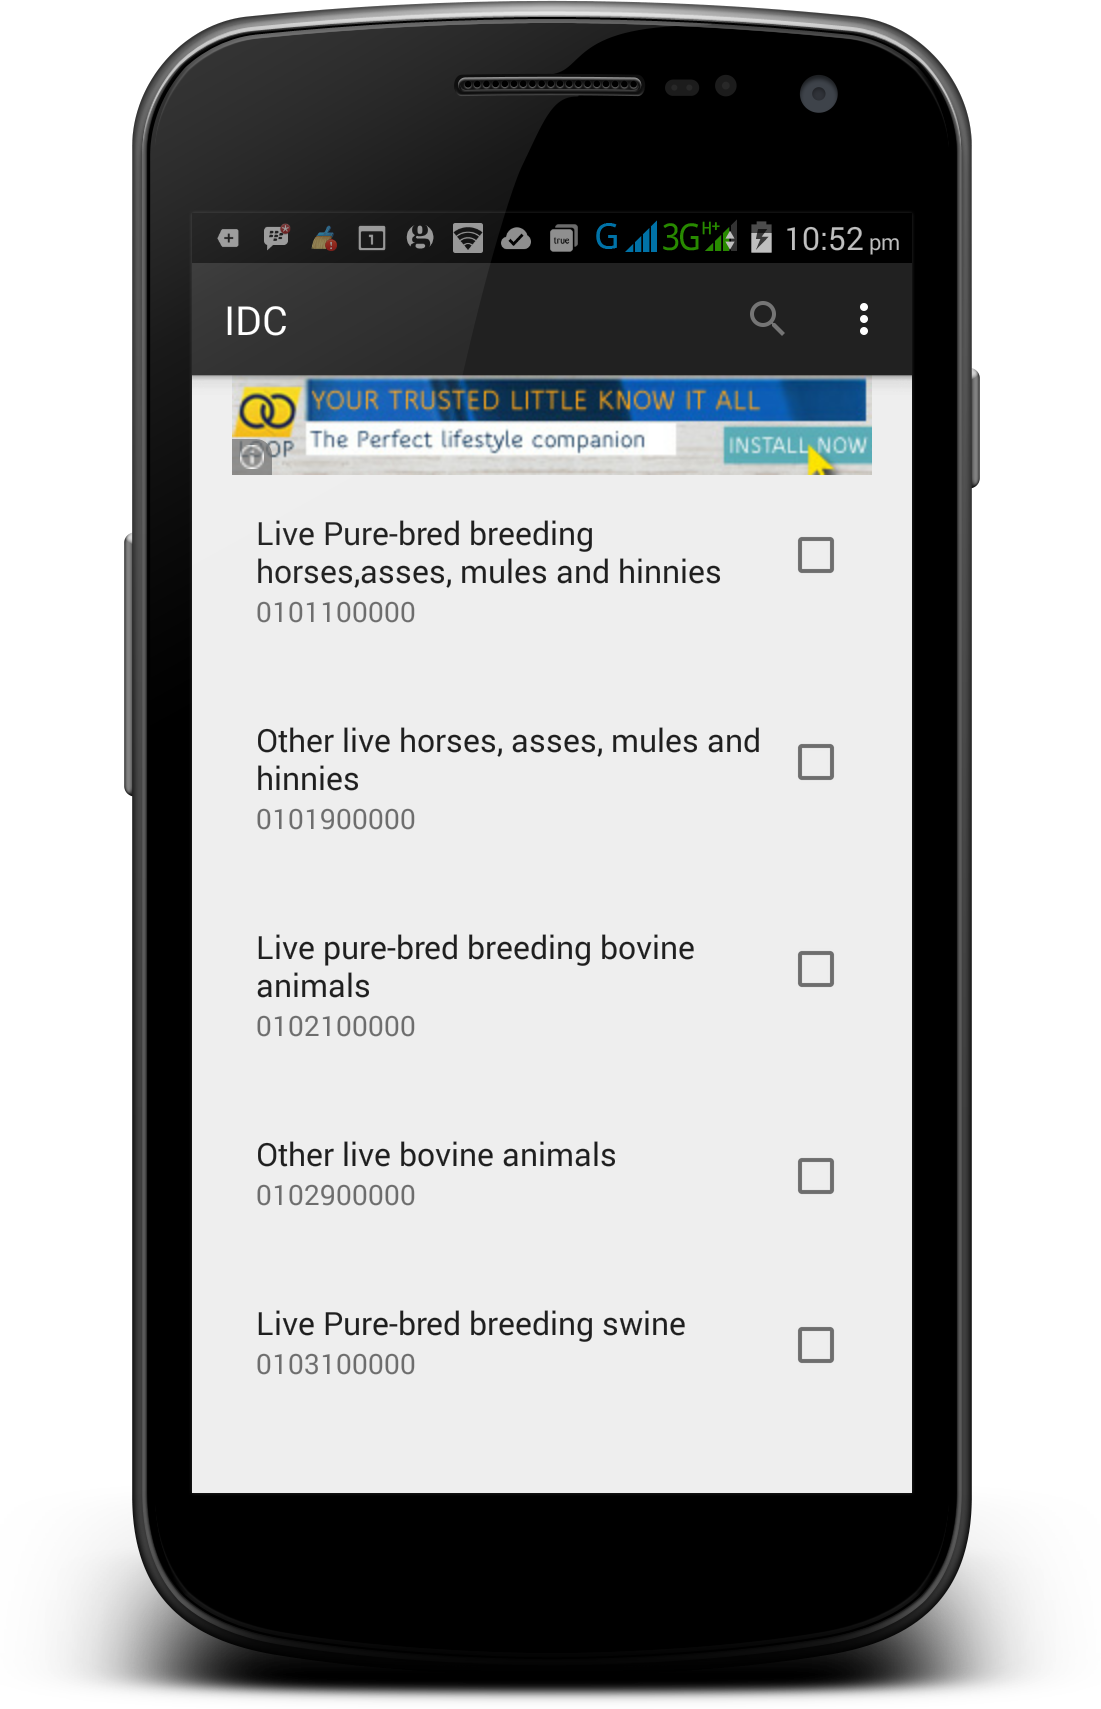 1
true
G
3G
H+
10:52 pm
IDC
YOUR TRUSTED LITTLE KNOW IT ALL
The Perfect lifestyle companion
INSTALL NOW
Live Pure-bred breeding
horses,asses, mules and hinnies
0101100000
Other live horses, asses, mules and
hinnies
0101900000
Live pure-bred breeding bovine
animals
0102100000
Other live bovine animals
0102900000
Live Pure-bred breeding swine
0103100000